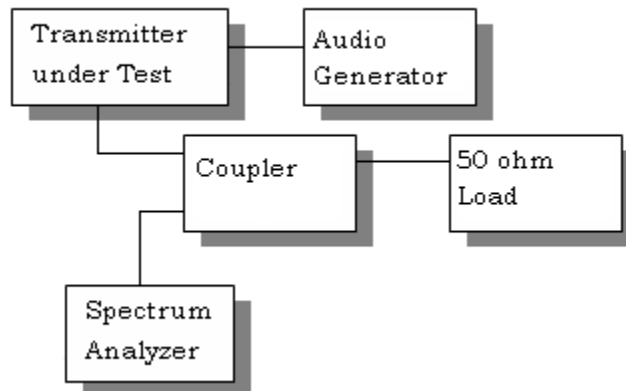 Transmitter
under Test
Audio
Generator
Coupler
50 ohm
Load
Spectrum
Analyzer